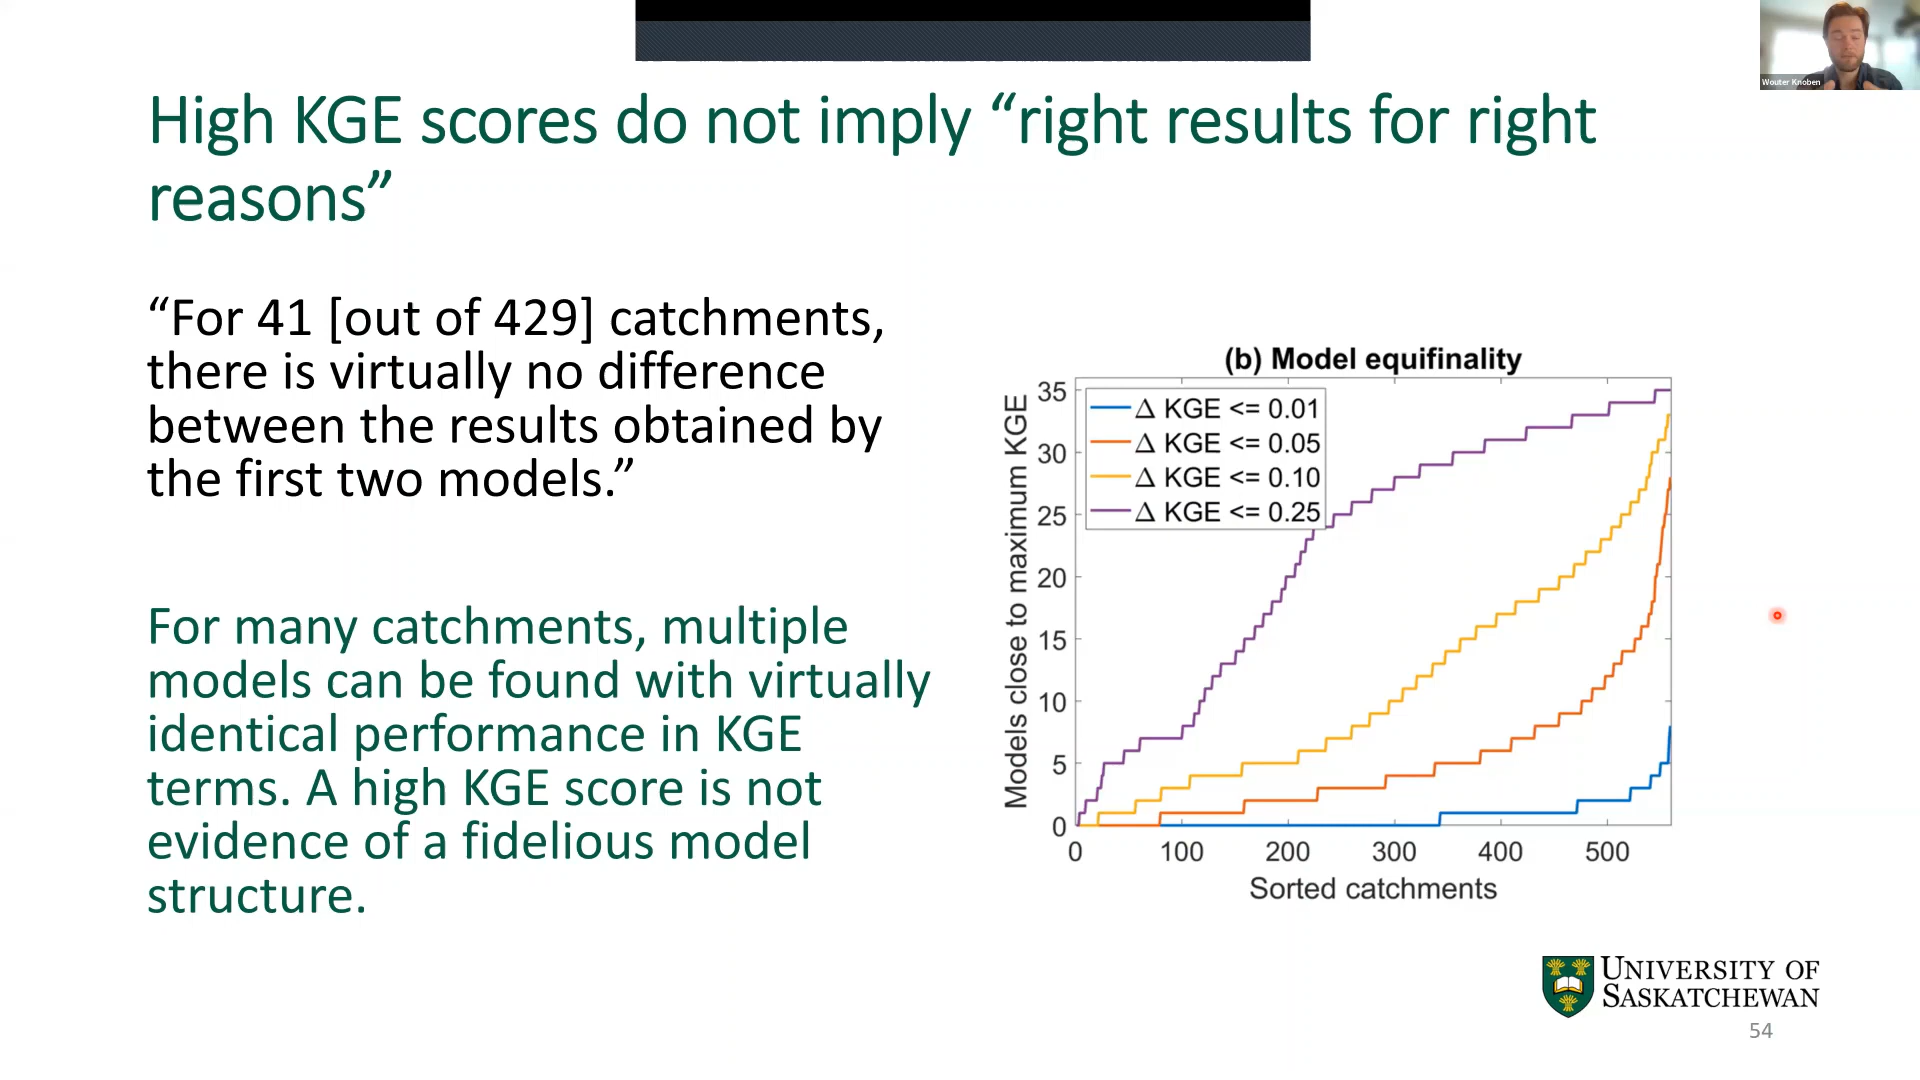 Wouter Knoben
High KGE scores do not imply “right results for right
reasons”
“For 41 [out of 429] catchments,
there is virtually no difference
between the results obtained by
the first two models.”
For many catchments, multiple
models can be found with virtually
identical performance in KGE
terms. A high KGE score is not
evidence of a fidelious model
structure.
(b) Model equifinality
Models close to maximum KGE
35
30
25
20
15
10
5
0
Δ KGE <= 0.01
Δ KGE <= 0.05
Δ KGE <= 0.10
Δ KGE <= 0.25
0 100 200 300 400 500
Sorted catchments
UNIVERSITY OF
SASKATCHEWAN
54